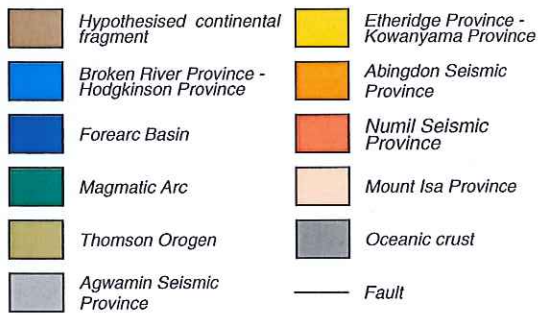 Hypothesised continental
fragment
Broken River Province -
Hodgkinson Province
Forearc Basin
Magmatic Arc
Thomson Orogen
Agwamin Seismic
Province
Etheridge Province -
Kowanyama Province
Abingdon Seismic
Province
Numil Seismic
Province
Mount Isa Province
Oceanic crust
Fault